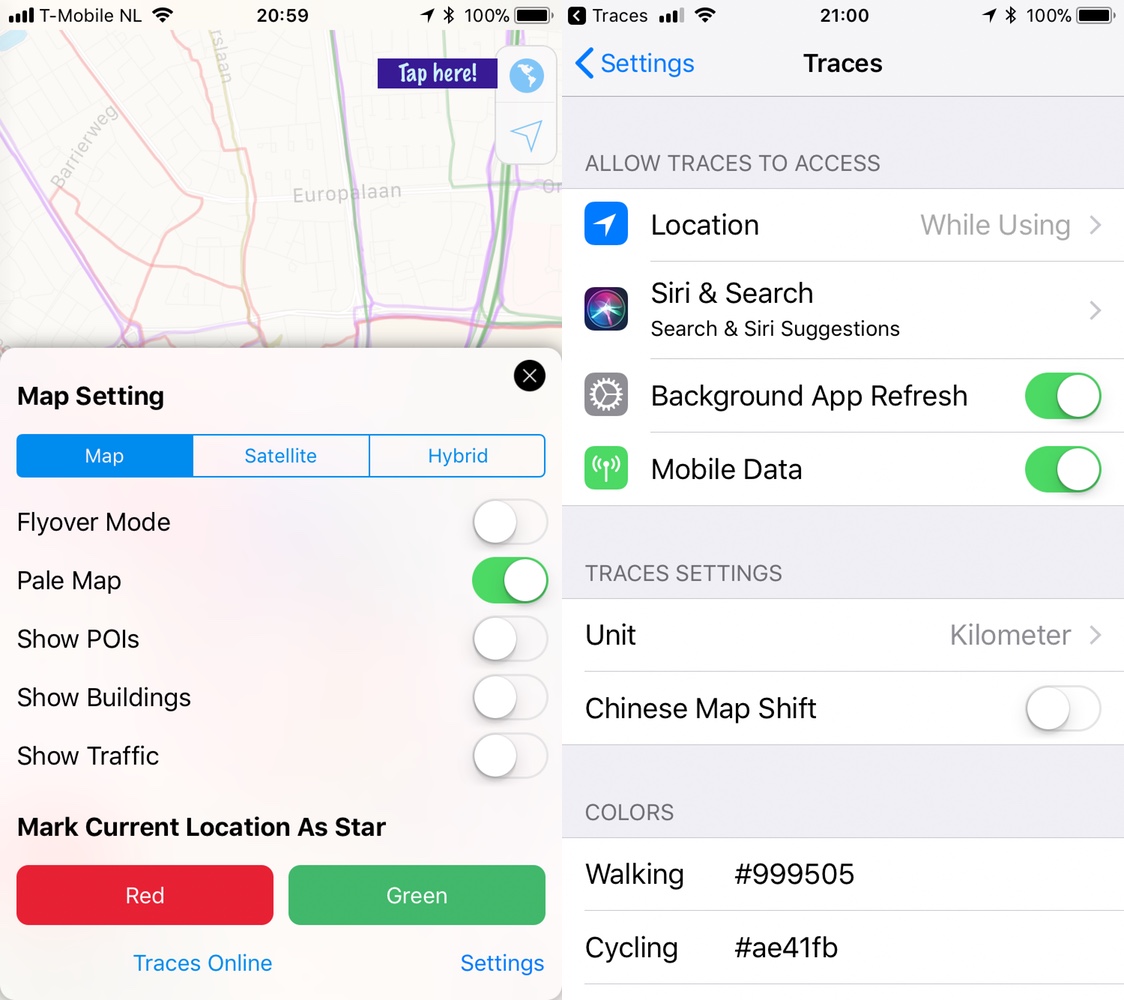 T-Mobile NL
20:59
100%
rslaan
Tap here!
Barrierweg
Europalaan
Map Setting
Map
Satellite
Hybrid
Flyover Mode
Pale Map
Show POIs
Show Buildings
Show Traffic
Mark Current Location As Star
Red
Green
Traces Online
Settings
Traces
21:00
100%
Settings
Traces
ALLOW TRACES TO ACCESS
Location
While Using
Siri & Search
Search & Siri Suggestions
Background App Refresh
Mobile Data
TRACES SETTINGS
Unit
Kilometer
Chinese Map Shift
COLORS
Walking
#999505
Cycling
#ae41fb